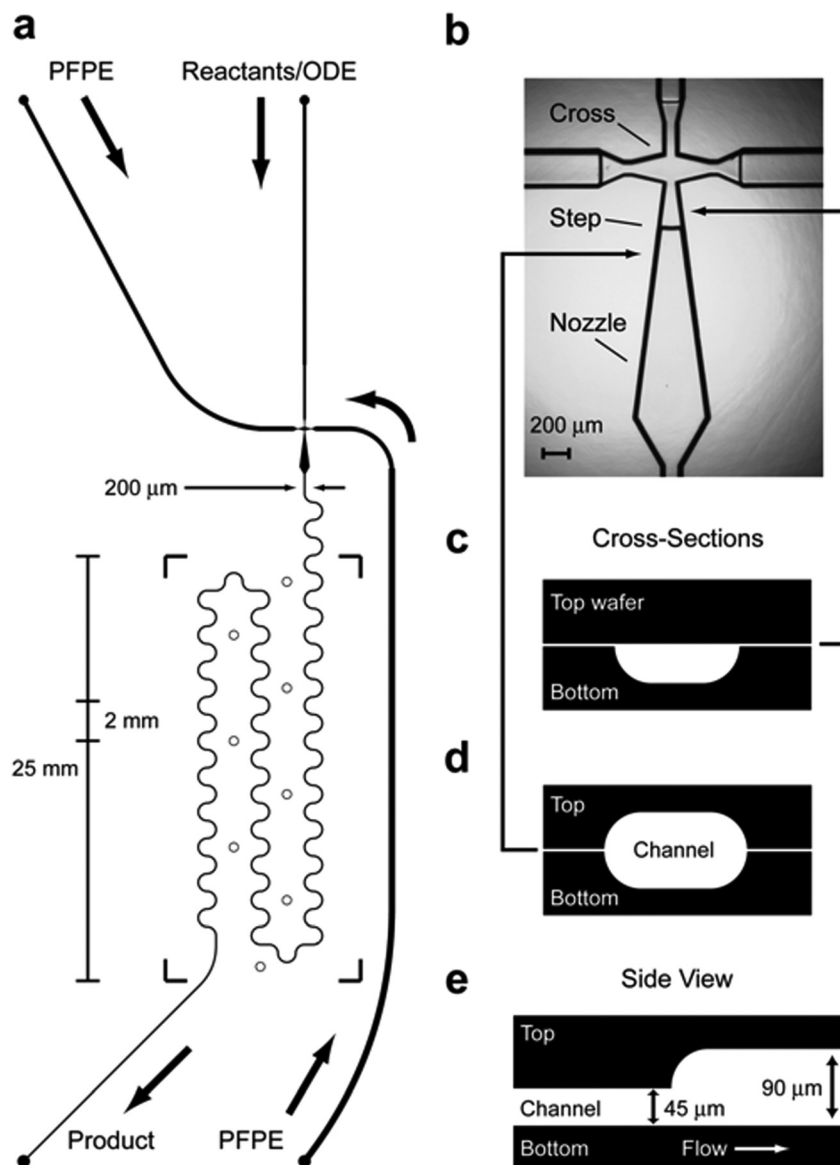 a
PFPE
Reactants/ODE
200 μm
2 mm
25 mm
Product
PFPE
b
Cross
Step
Nozzle
200 μm
c
Cross-Sections
Top wafer
Bottom
d
Top
Channel
Bottom
e
Side View
Top
90 μm
Channel
45 μm
Bottom
Flow